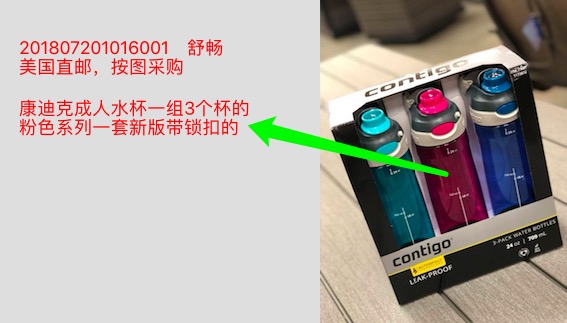 201807201016001 舒畅
美国直邮，按图采购
康迪克成人水杯一组3个杯的
粉色系列一套新版带锁扣的
contigo
contigo
3-PACK WATER BOTTLES
24 oz | 709 mL
LEAK-PROOF